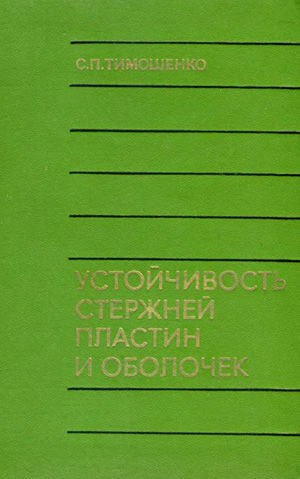 С.П.ТИМОШЕНКО
УСТОЙЧИВОСТЬ
СТЕРЖНЕЙ
ПЛАСТИН
И ОБОЛОЧЕК